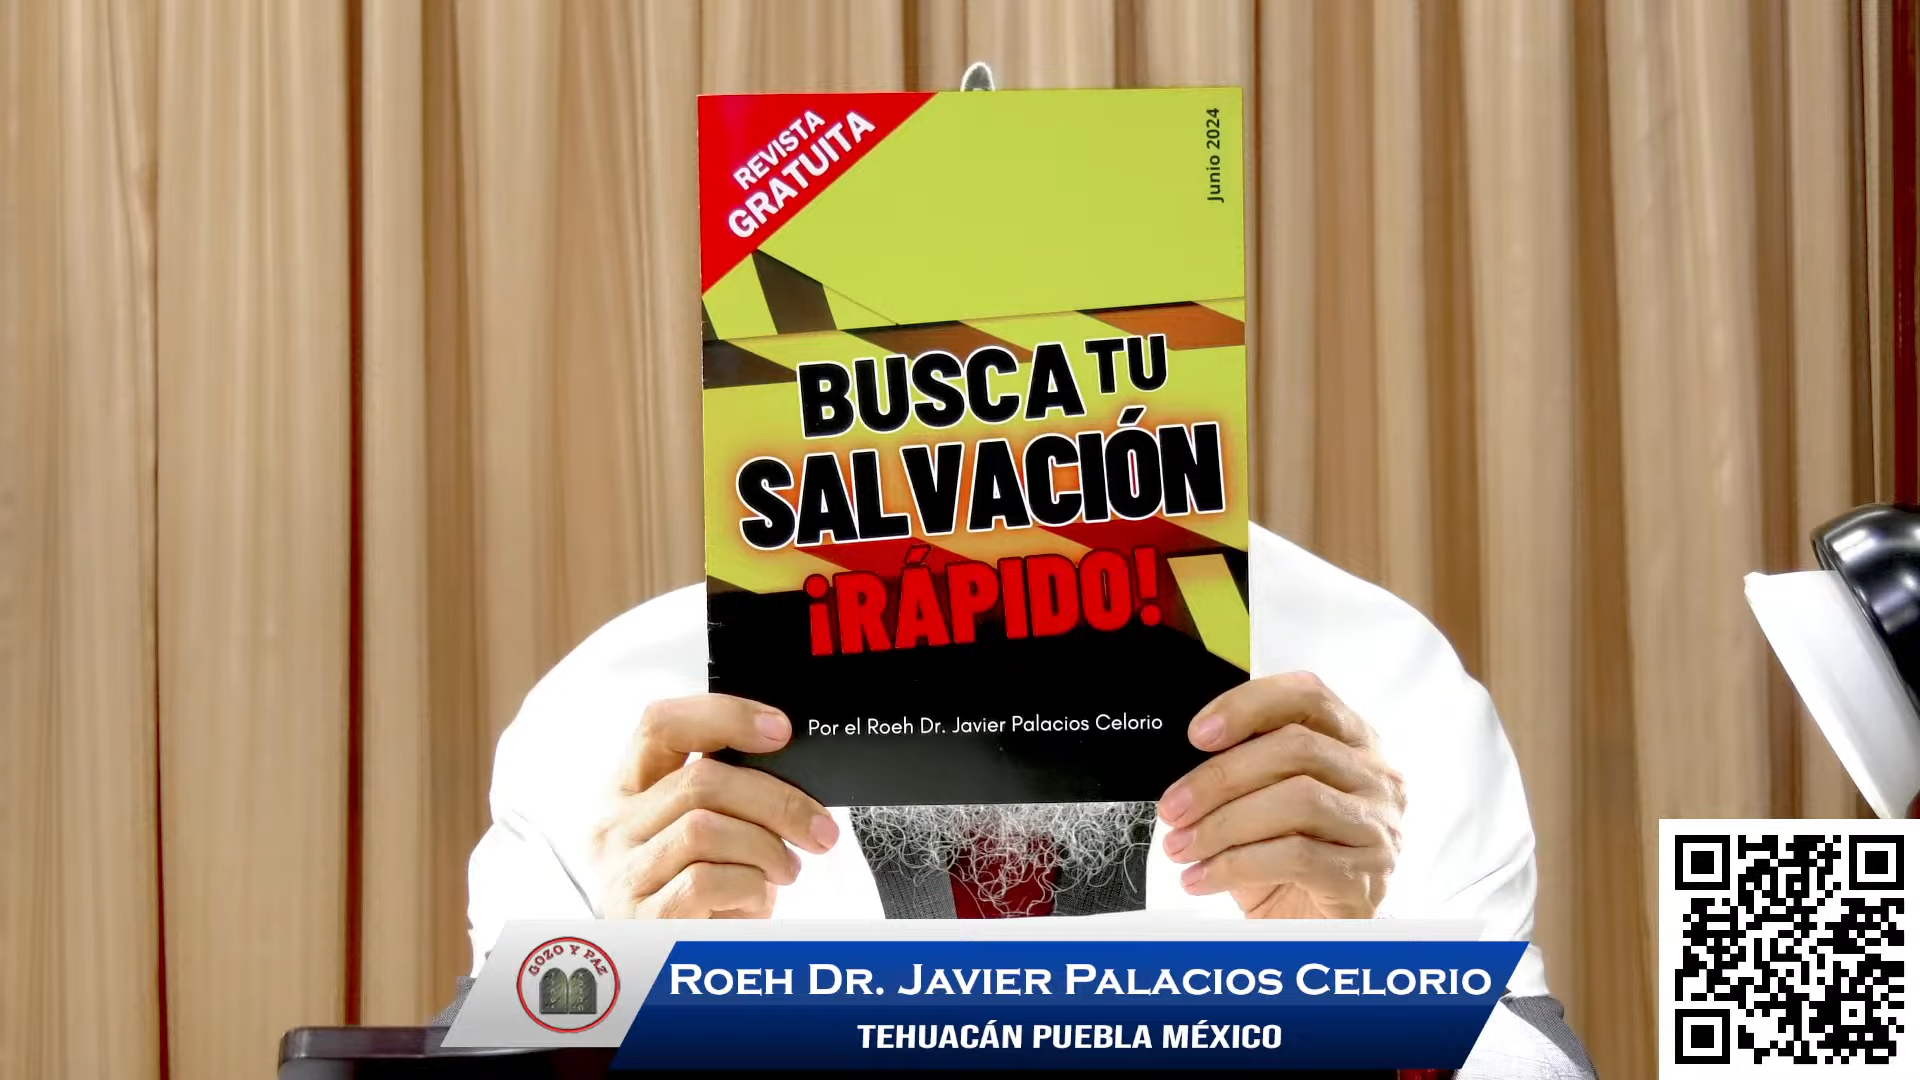 REVISTA
GRATUITA
Junio 2024
BUSCA TU
SALVACIÓN
¡RÁPIDO!
Por el Roeh Dr. Javier Palacios Celorio
GOZO Y PAZ
ROEH DR. JAVIER PALACIOS CELORIO
TEHUACÁN PUEBLA MÉXICO